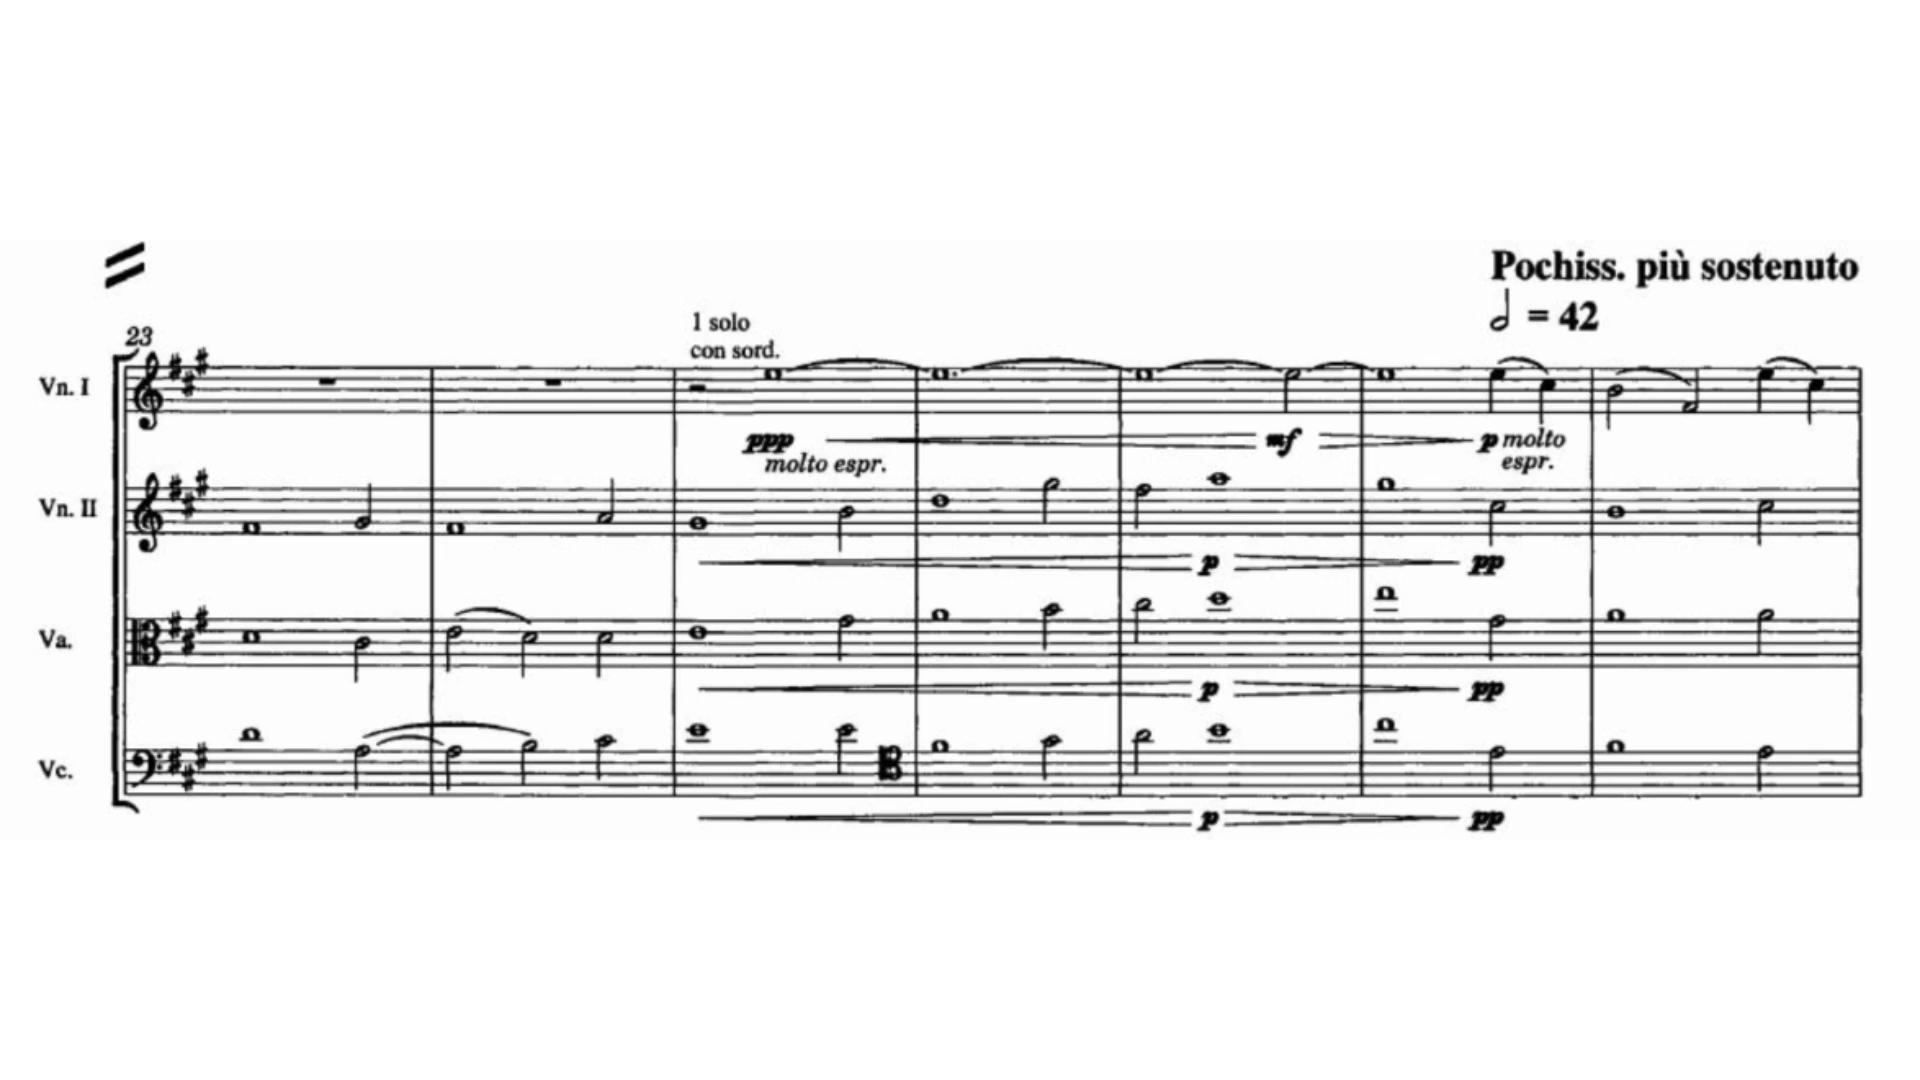 Pochiss. più sostenuto
= 42
23
1 solo
con sord.
Vn. I
ppp
mf
p molto
molto espr.
espr.
Vn. II
p
pp
Va.
p
pp
Vc.
p
pp